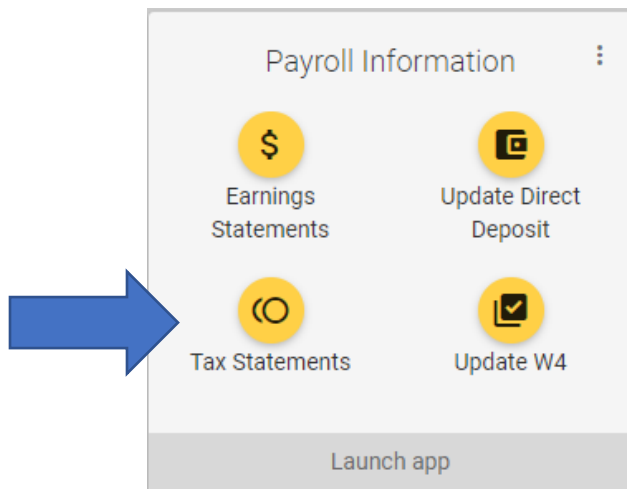 Payroll Information
Earnings
Statements
Update Direct
Deposit
Tax Statements
Update W4
Launch app